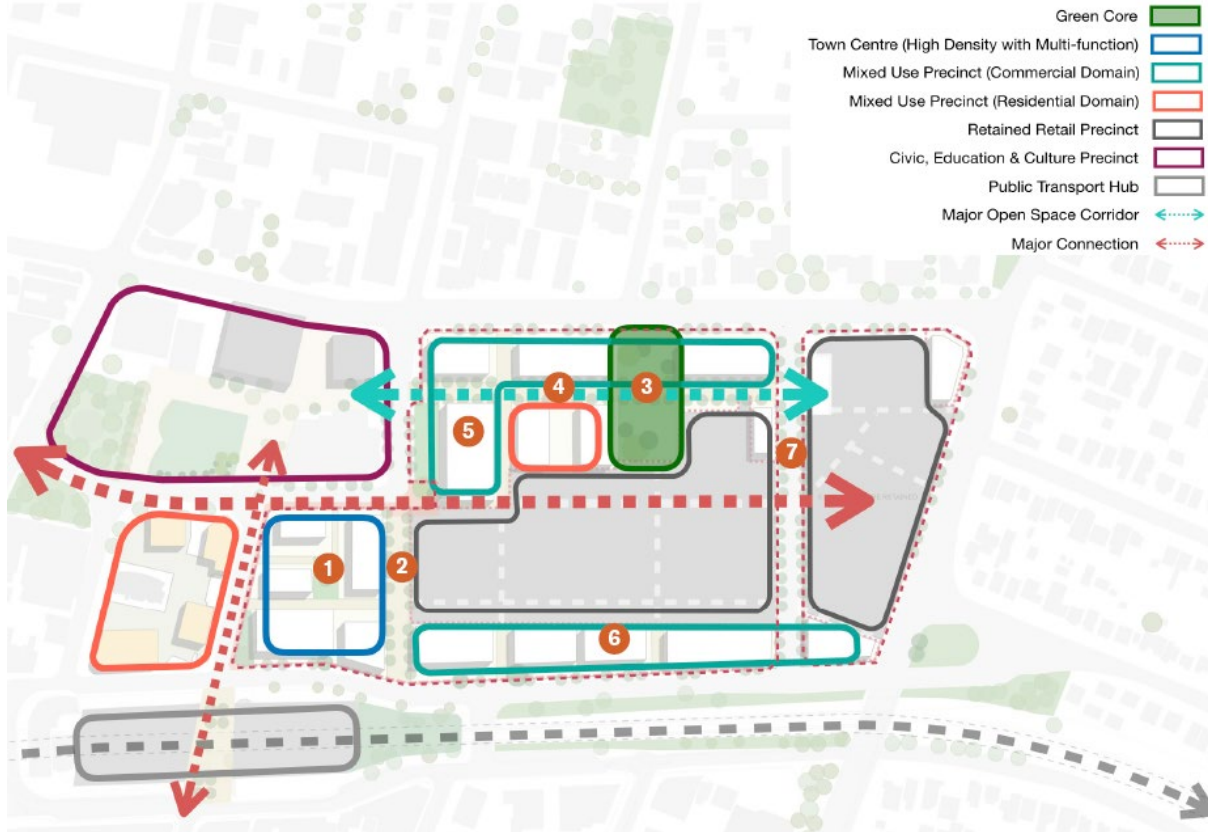 Green Core
Town Centre (High Density with Multi-function)
Mixed Use Precinct (Commercial Domain)
Mixed Use Precinct (Residential Domain)
Retained Retail Precinct
Civic, Education & Culture Precinct
Public Transport Hub
Major Open Space Corridor
Major Connection
3
4
5
7
1
2
6